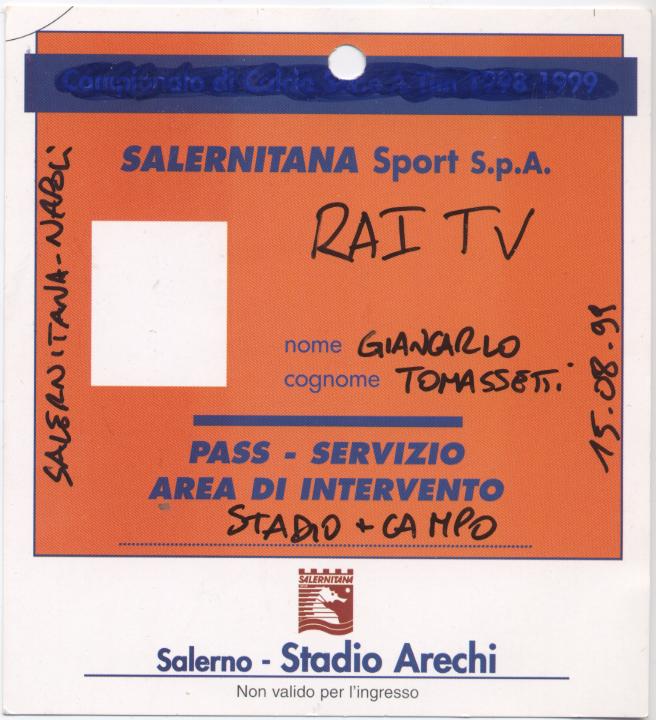 Campionato di Calcio Serie A Tim 1998-1999
SALERNITANA Sport S.p.A.
RAI TV
SALERNITANA-NAPOLI
nome GIANCARLO
cognome TOMASSETTI
15.08.99
PASS - SERVIZIO
AREA DI INTERVENTO
STADIO + CAMPO
SALERNITANA
Salerno - Stadio Arechi
Non valido per l'ingresso